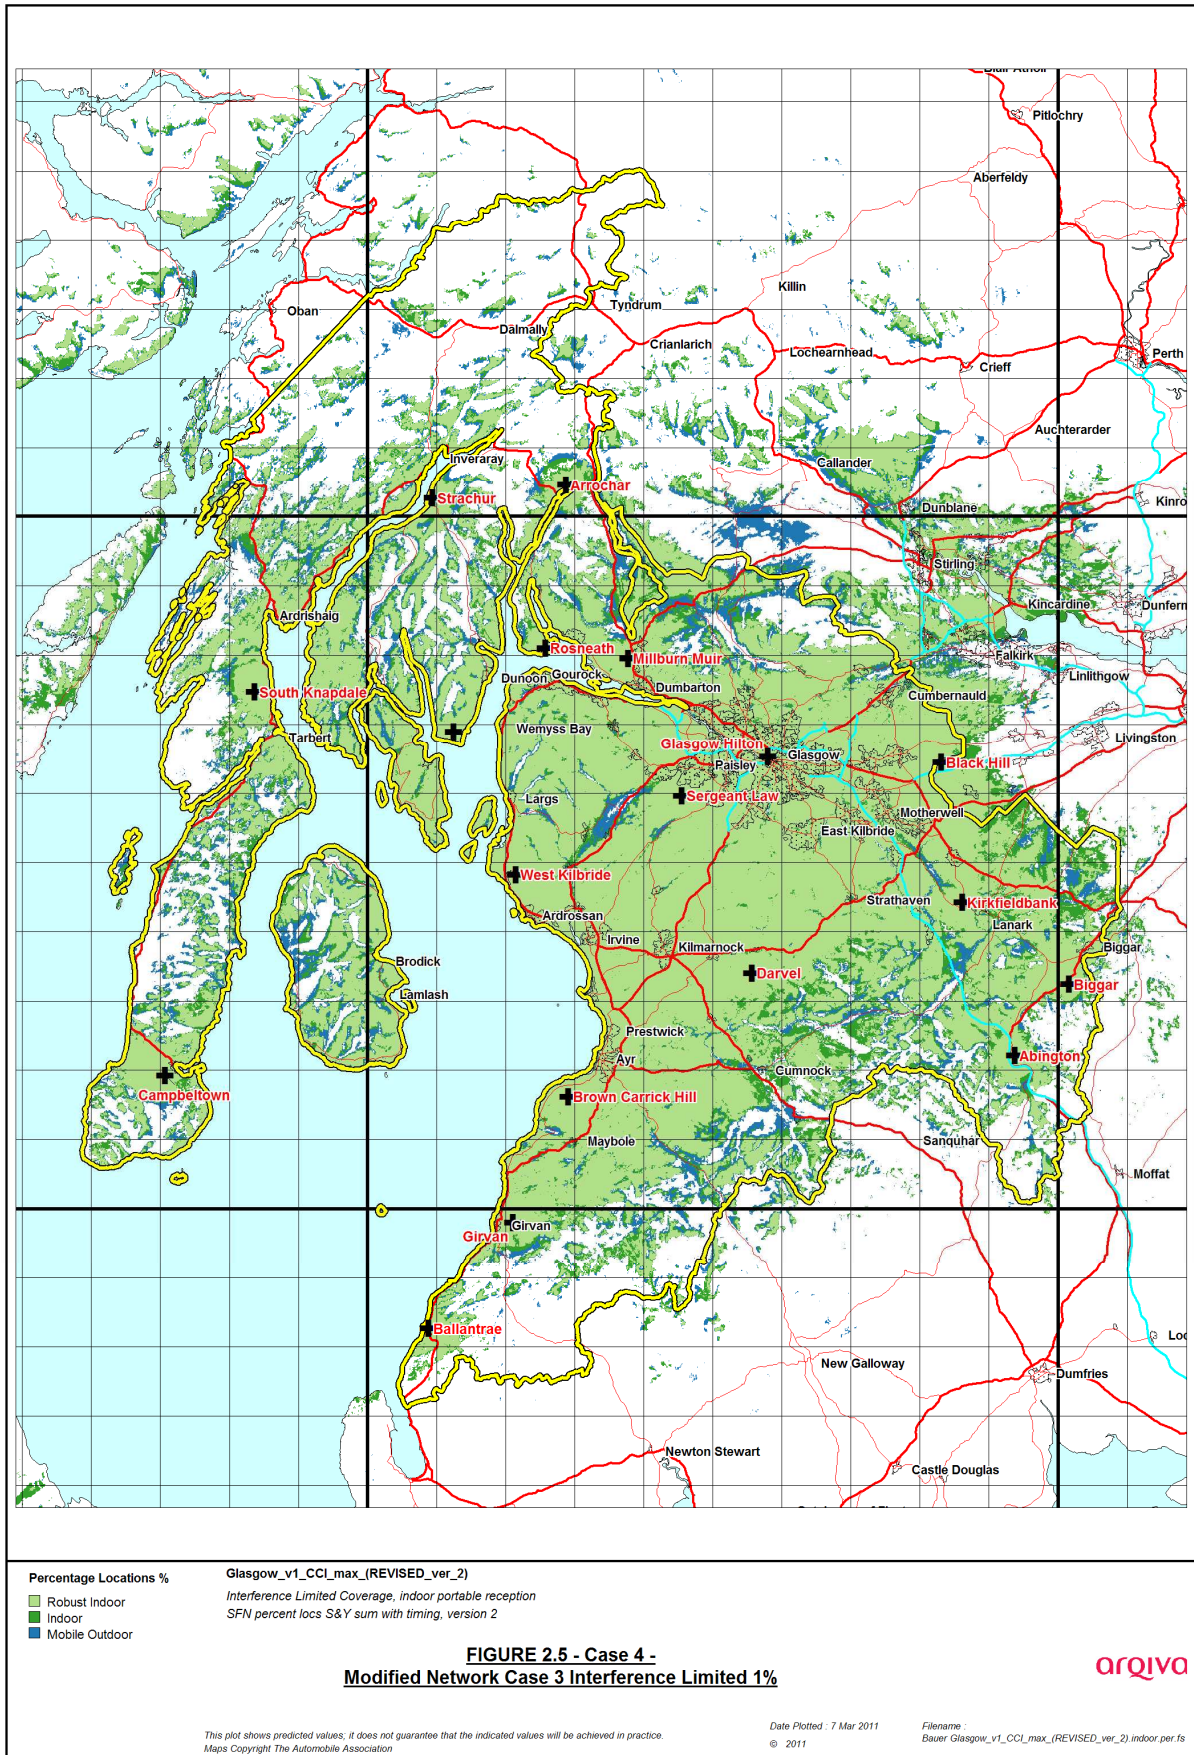 Pitlochry
Aberfeldy
Killin
Oban
Tyndrum
Dalmally
Crianlarich
Lochearnhead
Perth
Crieff
Auchterarder
Inveraray
Callander
Arrochar
Strachur
Kinro
Dunblane
Stirling
Kincardine
Dunfern
Ardrishaig
Rosneath
Millburn Muir
Falkirk
Linlithgow
Dunoon
Gourock
Dumbarton
South Knapdale
Cumbernauld
Wemyss Bay
Tarbert
Livingston
Glasgow Hilton
Glasgow
Paisley
Black Hill
Sergeant Law
Largs
Motherwell
East Kilbride
West Kilbride
Strathaven
Kirkfieldbank
Ardrossan
Lanark
Irvine
Kilmarnock
Biggar
Brodick
Darvel
Biggar
Lamlash
Prestwick
Ayr
Abington
Cumnock
Campbeltown
Brown Carrick Hill
Maybole
Sanquhar
Moffat
Girvan
Girvan
Ballantrae
Loc
New Galloway
Dumfries
Newton Stewart
Castle Douglas
Percentage Locations %
Robust Indoor
Indoor
Mobile Outdoor
Glasgow_v1_CCI_max_(REVISED_ver_2)
Interference Limited Coverage, indoor portable reception
SFN percent locs S&Y sum with timing, version 2
FIGURE 2.5 - Case 4 -
Modified Network Case 3 Interference Limited 1%
arqiva
This plot shows predicted values; it does not guarantee that the indicated values will be achieved in practice.
Maps Copyright The Automobile Association
Date Plotted : 7 Mar 2011
© 2011
Filename :
Bauer Glasgow_v1_CCI_max_(REVISED_ver_2).indoor.per.fs